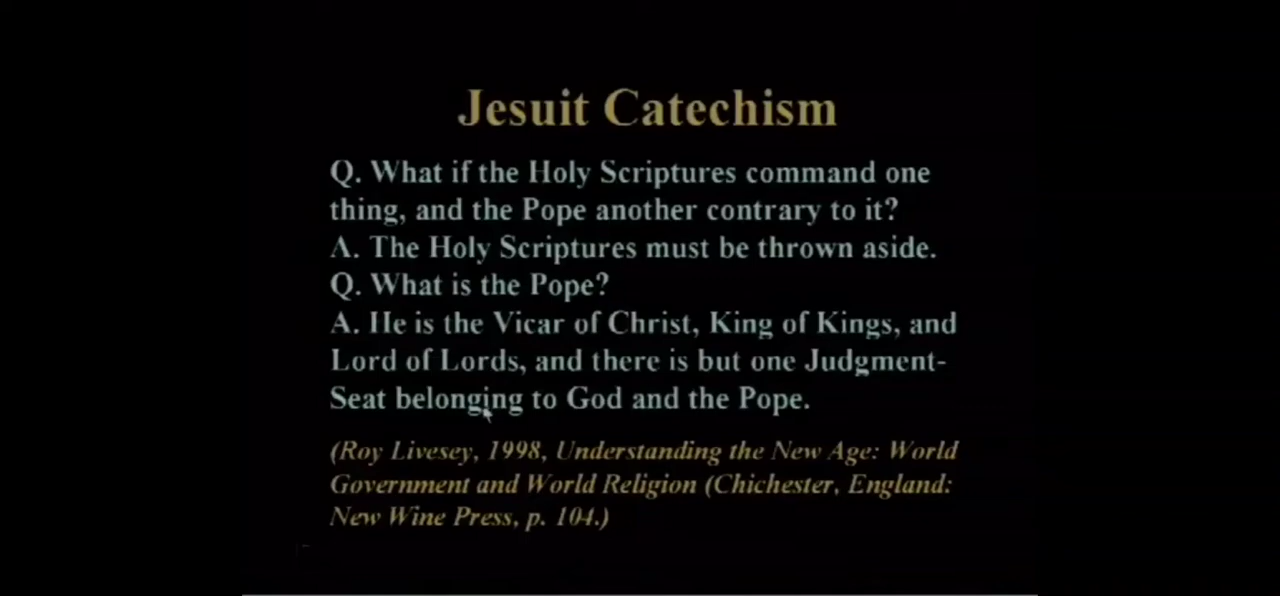 Jesuit Catechism
Q. What if the Holy Scriptures command one
thing, and the Pope another contrary to it?
A. The Holy Scriptures must be thrown aside.
Q. What is the Pope?
A. He is the Vicar of Christ, King of Kings, and
Lord of Lords, and there is but one Judgment-
Seat belonging to God and the Pope.
(Roy Livesey, 1998, Understanding the New Age: World
Government and World Religion (Chichester, England:
New Wine Press, p. 104.)